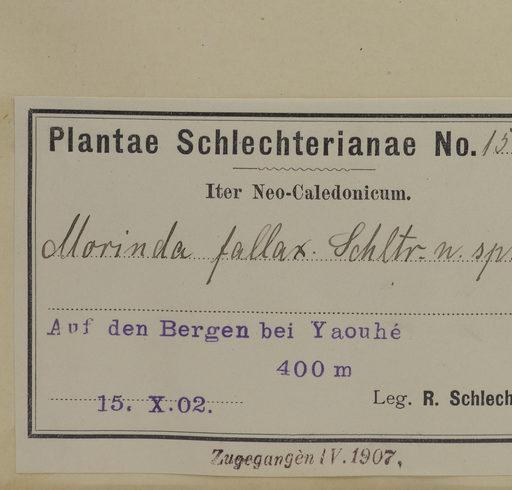 Plantae Schlechterianae No. 15
Iter Neo-Caledonicum.
Morinda fallax. Schltr. n. sp.
Auf den Bergen bei Yaouhé
400 m
15. X.02.
Leg. R. Schlech
Zugegangen IV. 1907.